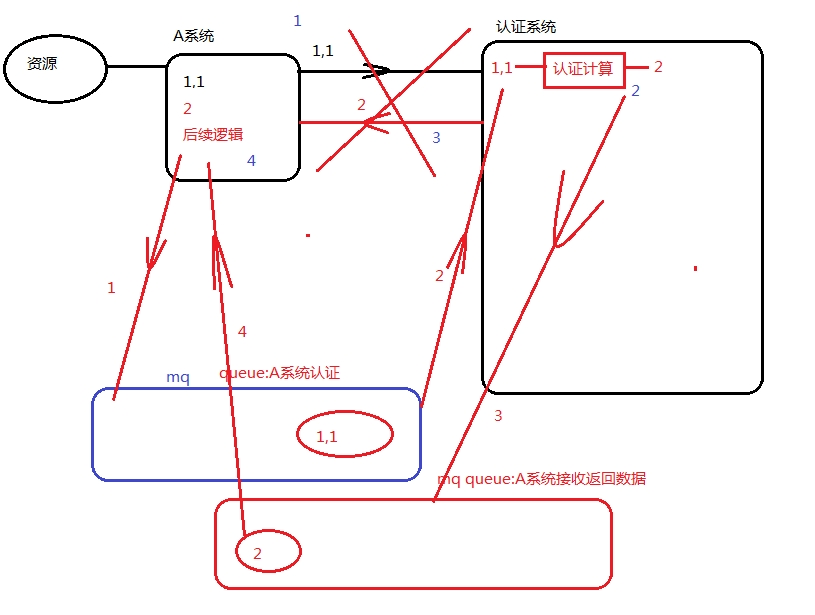 1
A系统
认证系统
资源
1,1
1,1
2
后续逻辑
4
2
3
1,1
认证计算
2
2
1
2
4
mq
queue:A系统认证
1,1
3
mq queue:A系统接收返回数据
2